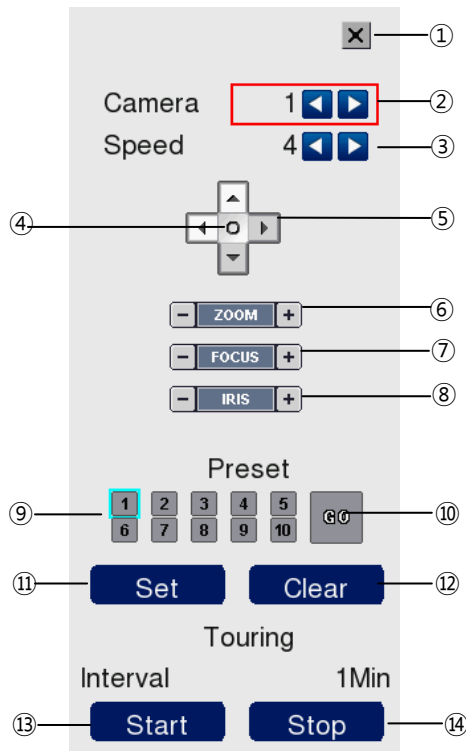 X ①
Camera 1 ②
Speed 4 ③
④ ⑤
− ZOOM + ⑥
− FOCUS + ⑦
− IRIS + ⑧
Preset
⑨ 1 2 3 4 5 GO ⑩
6 7 8 9 10
⑪ Set Clear ⑫
Touring
Interval 1Min
⑬ Start Stop ⑭